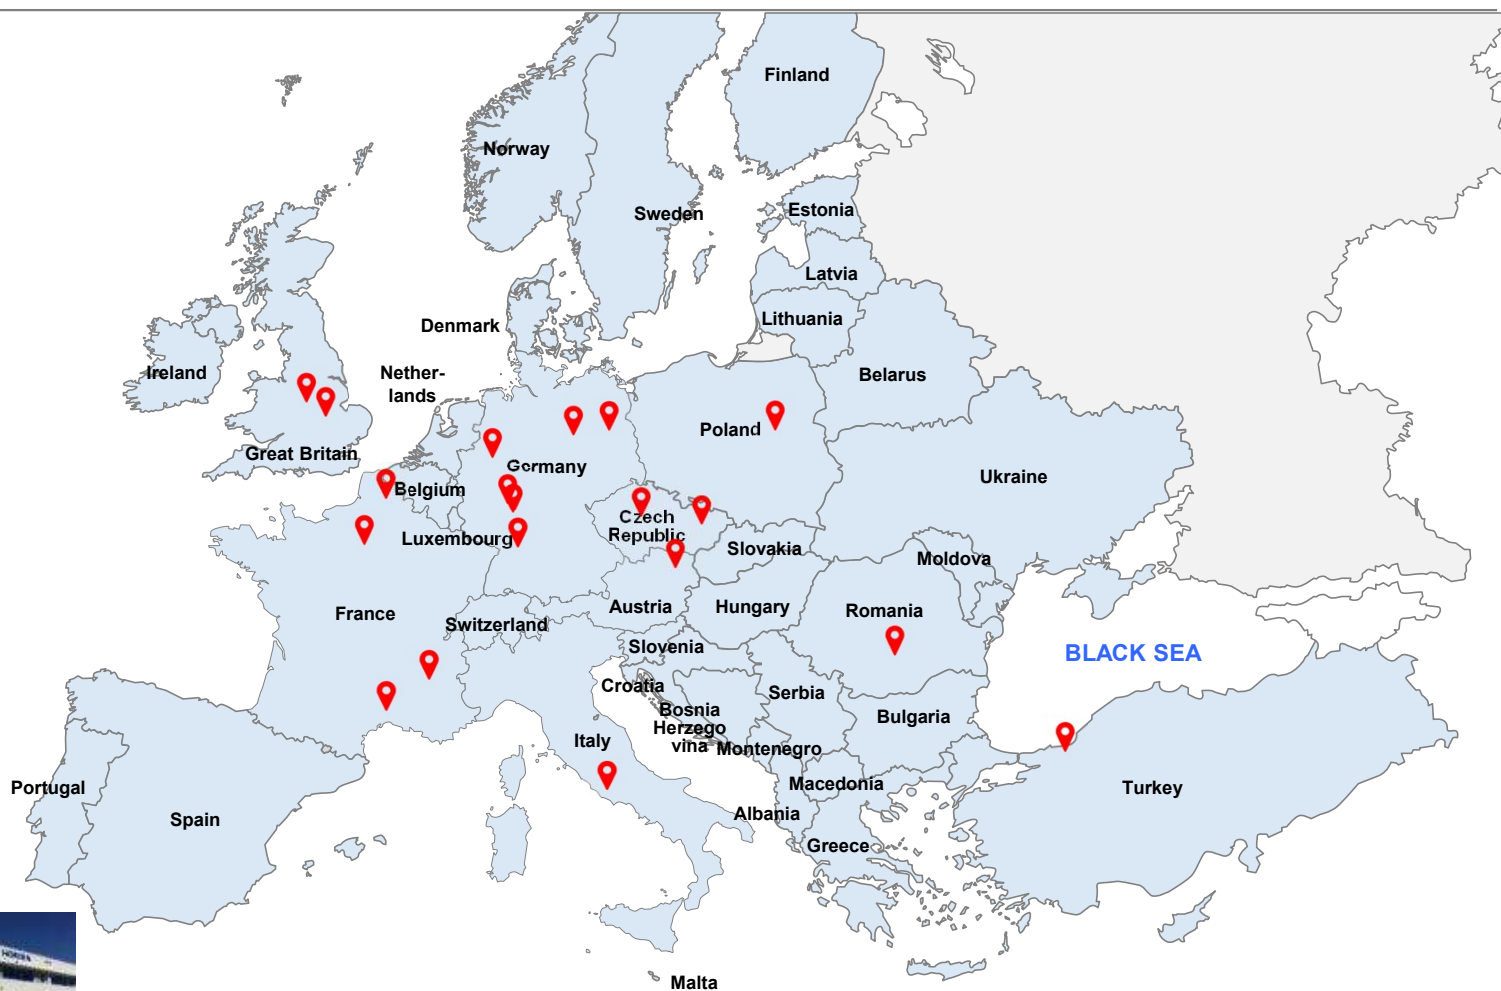 Finland
Norway
Sweden
Estonia
Latvia
Denmark
Lithuania
Ireland
Nether-
lands
Belarus
Poland
Great Britain
Germany
Ukraine
Belgium
Czech
Republic
Luxembourg
Slovakia
Moldova
France
Austria
Hungary
Romania
Switzerland
Slovenia
BLACK SEA
Croatia
Serbia
Bosnia
Herzego
vina
Bulgaria
Italy
Montenegro
Portugal
Macedonia
Turkey
Spain
Albania
Greece
Malta